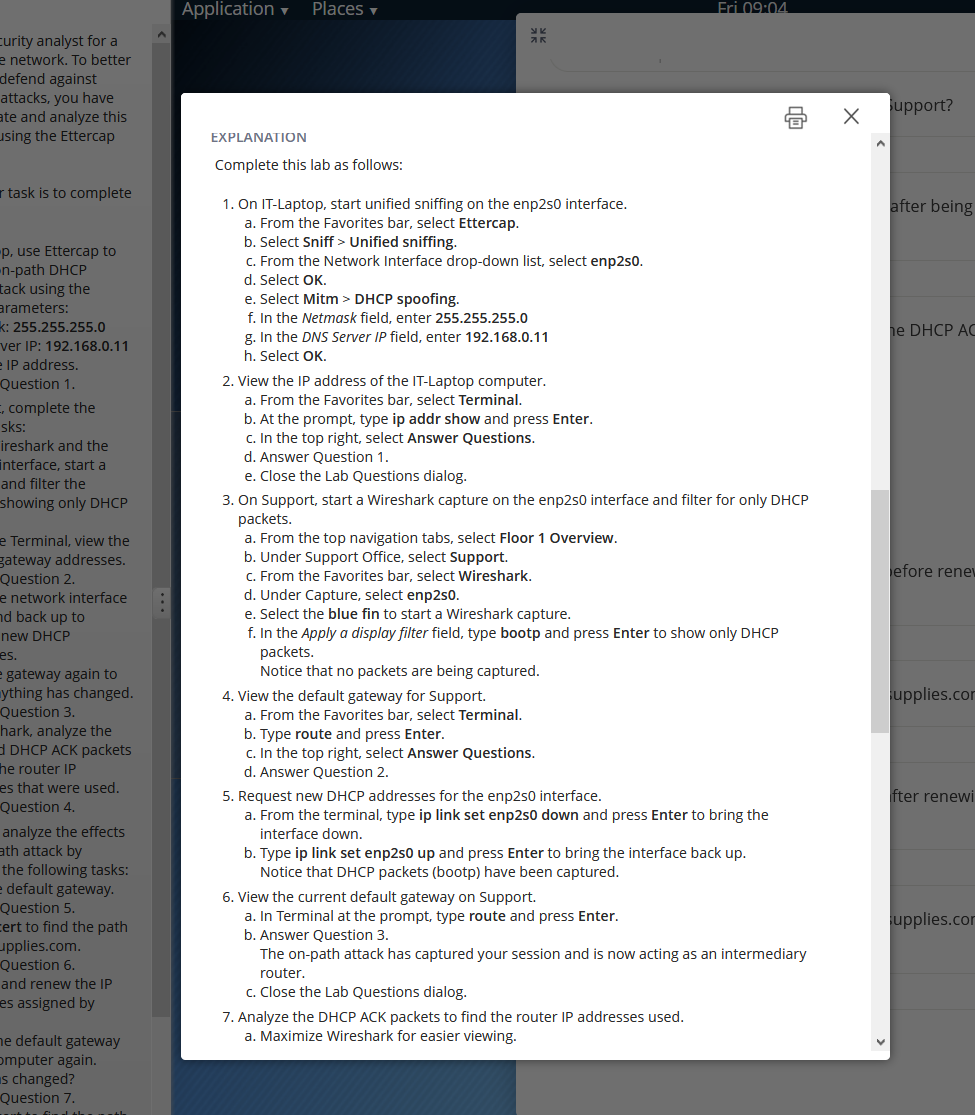 Application ▾ Places ▾ Fri 09:04
curity analyst for a
e network. To better
defend against
attacks, you have
ate and analyze this
using the Ettercap
r task is to complete
p, use Ettercap to
n-path DHCP
tack using the
arameters:
k: 255.255.255.0
ver IP: 192.168.0.11
e IP address.
Question 1.
t, complete the
sks:
ireshark and the
interface, start a
and filter the
showing only DHCP
e Terminal, view the
gateway addresses.
Question 2.
e network interface
nd back up to
new DHCP
es.
e gateway again to
ything has changed.
Question 3.
hark, analyze the
d DHCP ACK packets
he router IP
es that were used.
Question 4.
analyze the effects
ath attack by
the following tasks:
e default gateway.
Question 5.
cert to find the path
upplies.com.
Question 6.
and renew the IP
es assigned by
he default gateway
omputer again.
s changed?
Question 7.
EXPLANATION
Complete this lab as follows:
1. On IT-Laptop, start unified sniffing on the enp2s0 interface.
a. From the Favorites bar, select Ettercap.
b. Select Sniff > Unified sniffing.
c. From the Network Interface drop-down list, select enp2s0.
d. Select OK.
e. Select Mitm > DHCP spoofing.
f. In the Netmask field, enter 255.255.255.0
g. In the DNS Server IP field, enter 192.168.0.11
h. Select OK.
2. View the IP address of the IT-Laptop computer.
a. From the Favorites bar, select Terminal.
b. At the prompt, type ip addr show and press Enter.
c. In the top right, select Answer Questions.
d. Answer Question 1.
e. Close the Lab Questions dialog.
3. On Support, start a Wireshark capture on the enp2s0 interface and filter for only DHCP
packets.
a. From the top navigation tabs, select Floor 1 Overview.
b. Under Support Office, select Support.
c. From the Favorites bar, select Wireshark.
d. Under Capture, select enp2s0.
e. Select the blue fin to start a Wireshark capture.
f. In the Apply a display filter field, type bootp and press Enter to show only DHCP
packets.
Notice that no packets are being captured.
4. View the default gateway for Support.
a. From the Favorites bar, select Terminal.
b. Type route and press Enter.
c. In the top right, select Answer Questions.
d. Answer Question 2.
5. Request new DHCP addresses for the enp2s0 interface.
a. From the terminal, type ip link set enp2s0 down and press Enter to bring the
interface down.
b. Type ip link set enp2s0 up and press Enter to bring the interface back up.
Notice that DHCP packets (bootp) have been captured.
6. View the current default gateway on Support.
a. In Terminal at the prompt, type route and press Enter.
b. Answer Question 3.
The on-path attack has captured your session and is now acting as an intermediary
router.
c. Close the Lab Questions dialog.
7. Analyze the DHCP ACK packets to find the router IP addresses used.
a. Maximize Wireshark for easier viewing.
Support?
after being
he DHCP AC
before renew
supplies.cor
fter renewi
supplies.cor